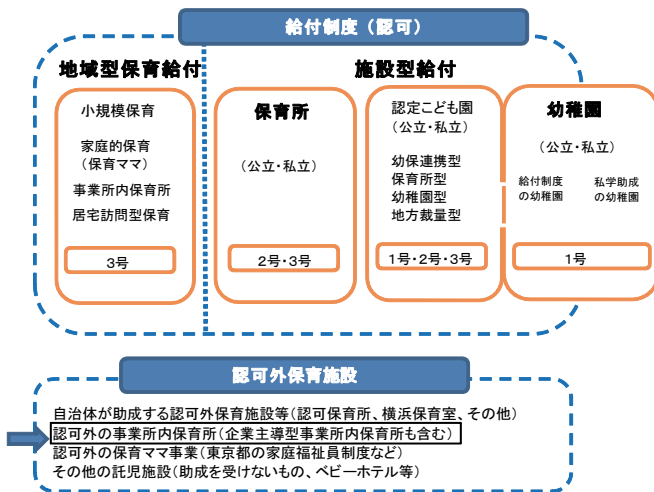 給付制度（認可）
地域型保育給付
施設型給付
小規模保育
家庭的保育
（保育ママ）
事業所内保育所
居宅訪問型保育
3号
保育所
（公立・私立）
2号・3号
認定こども園
（公立・私立）
幼保連携型
保育所型
幼稚園型
地方裁量型
1号・2号・3号
幼稚園
（公立・私立）
給付制度
の幼稚園
私学助成
の幼稚園
1号
認可外保育施設
自治体が助成する認可外保育施設等（認可保育所、横浜保育室、その他）
認可外の事業所内保育所（企業主導型事業所内保育所も含む）
認可外の保育ママ事業（東京都の家庭福祉員制度など）
その他の託児施設（助成を受けないもの、ベビーホテル等）